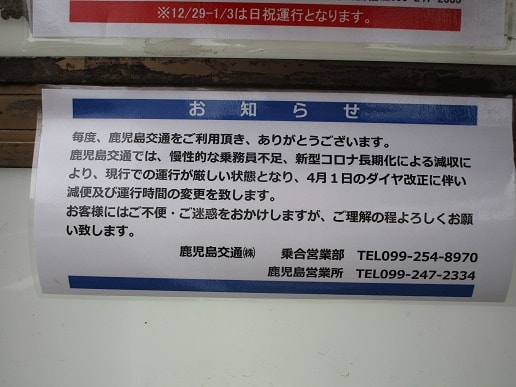 ※12/29-1/3は日祝運行となります。
お知らせ
毎度、鹿児島交通をご利用頂き、ありがとうございます。
鹿児島交通では、慢性的な乗務員不足、新型コロナ長期化による減収に
より、現行での運行が厳しい状態となり、4月1日のダイヤ改正に伴い
減便及び運行時間の変更を致します。
お客様にはご不便・ご迷惑をおかけしますが、ご理解の程よろしくお願
い致します。
鹿児島交通㈱ 乗合営業部 TEL099-254-8970
鹿児島営業所 TEL099-247-2334